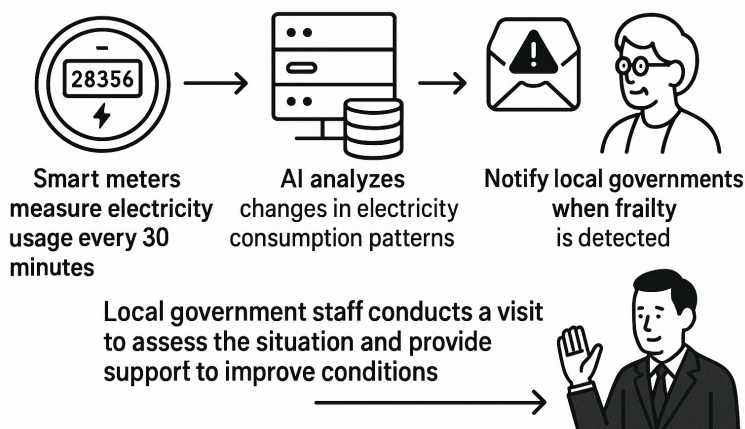 28356
Smart meters
measure electricity
usage every 30
minutes
AI analyzes
changes in electricity
consumption patterns
!
Notify local governments
when frailty
is detected
Local government staff conducts a visit
to assess the situation and provide
support to improve conditions